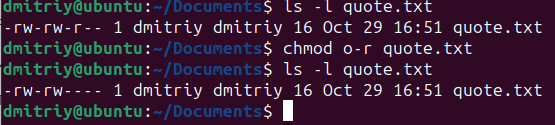 dmitriy@ubuntu:~/Documents$ ls -l quote.txt
-rw-rw-r-- 1 dmitriy dmitriy 16 Oct 29 16:51 quote.txt
dmitriy@ubuntu:~/Documents$ chmod o-r quote.txt
dmitriy@ubuntu:~/Documents$ ls -l quote.txt
-rw-rw---- 1 dmitriy dmitriy 16 Oct 29 16:51 quote.txt
dmitriy@ubuntu:~/Documents$